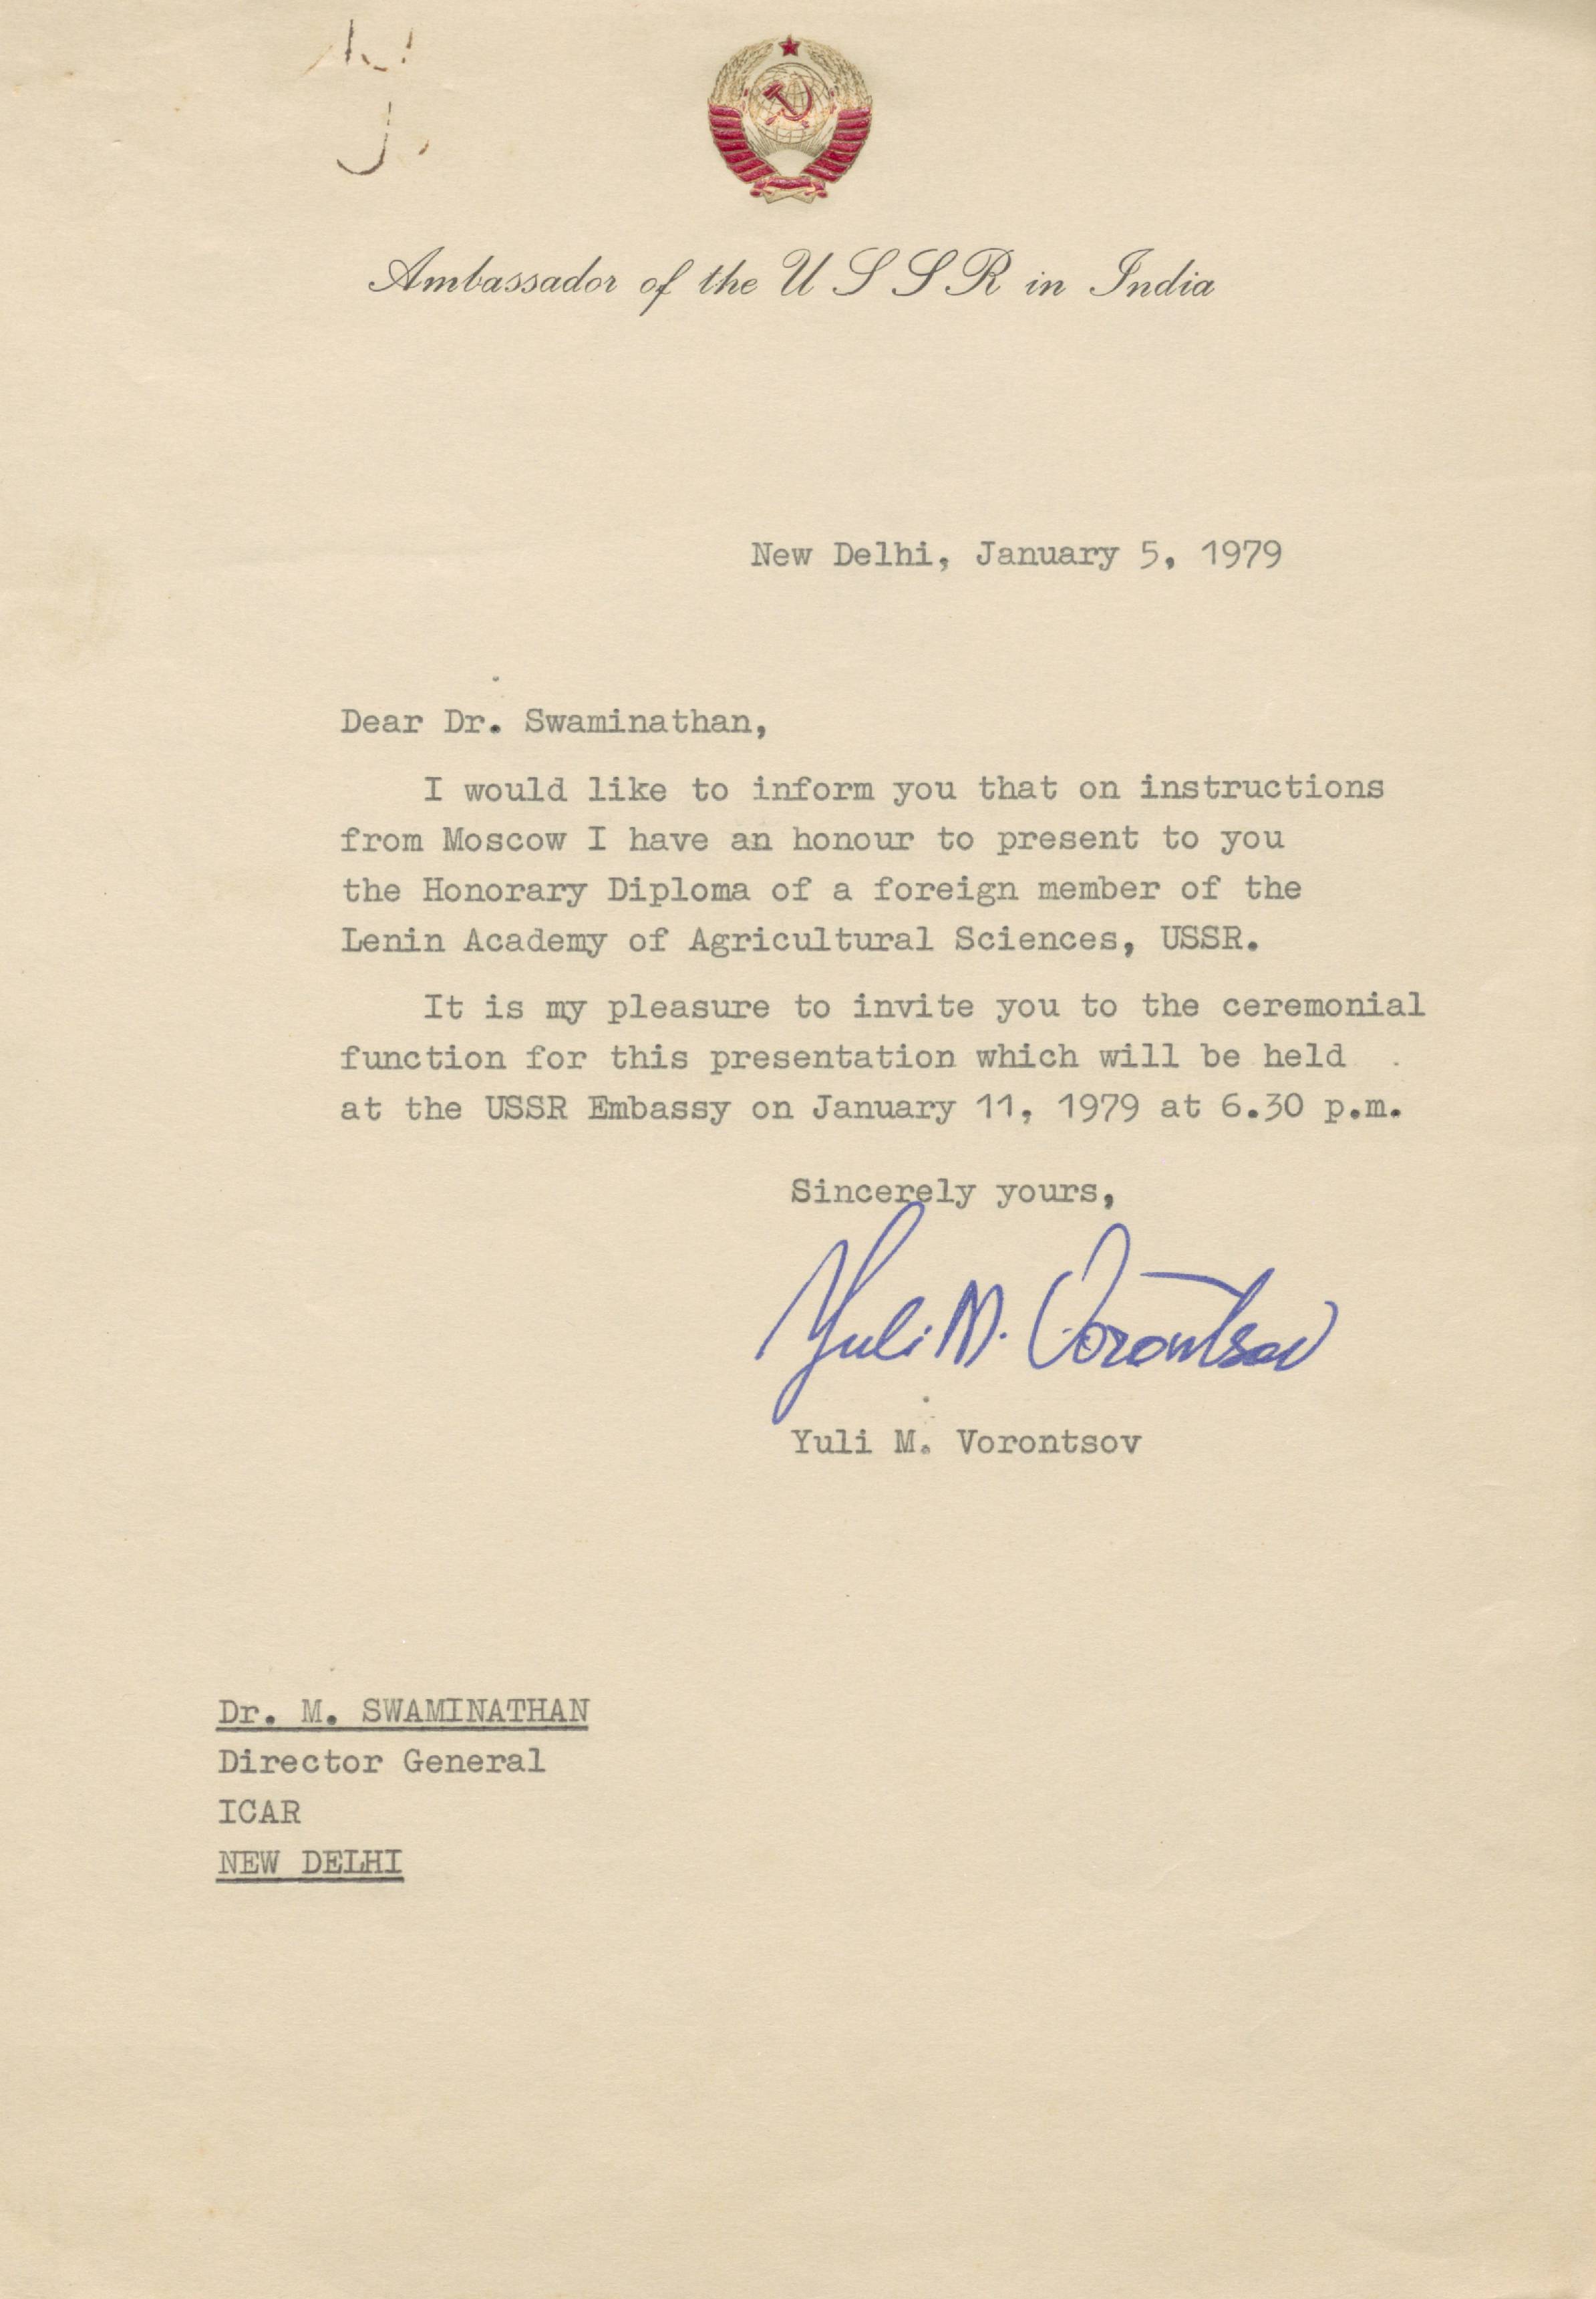 Ambassador of the U S S R in India
New Delhi, January 5, 1979
Dear Dr. Swaminathan,
I would like to inform you that on instructions
from Moscow I have an honour to present to you
the Honorary Diploma of a foreign member of the
Lenin Academy of Agricultural Sciences, USSR.
It is my pleasure to invite you to the ceremonial
function for this presentation which will be held
at the USSR Embassy on January 11, 1979 at 6.30 p.m.
Sincerely yours,
Yuli M. Vorontsov
Yuli M. Vorontsov
Dr. M. SWAMINATHAN
Director General
ICAR
NEW DELHI